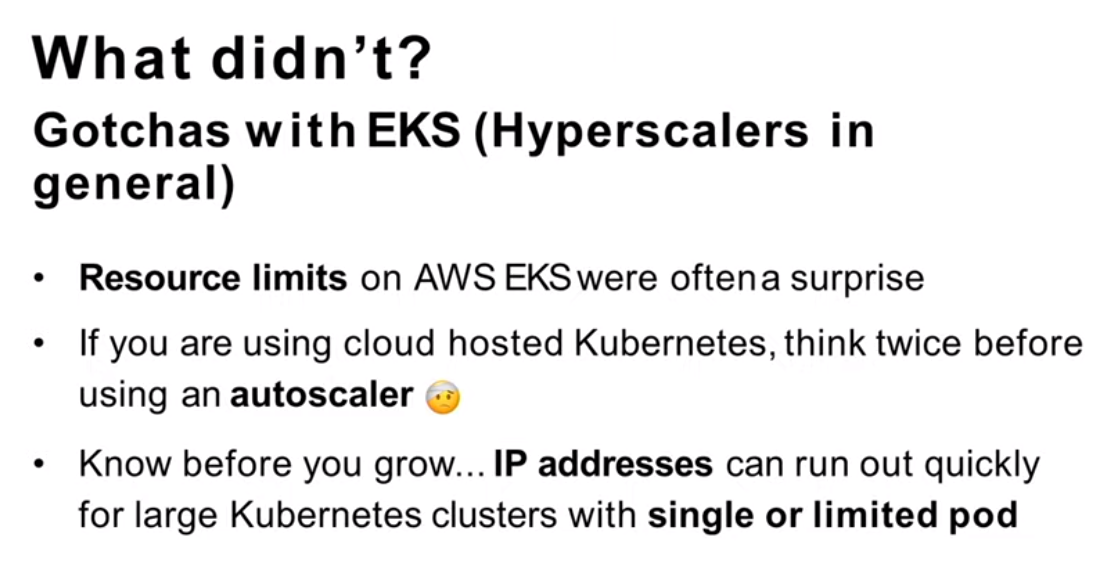 What didn’t?
Gotchas with EKS (Hyperscalers in
general)
• Resource limits on AWS EKS were often a surprise
• If you are using cloud hosted Kubernetes, think twice before
using an autoscaler 🤕
• Know before you grow... IP addresses can run out quickly
for large Kubernetes clusters with single or limited pod